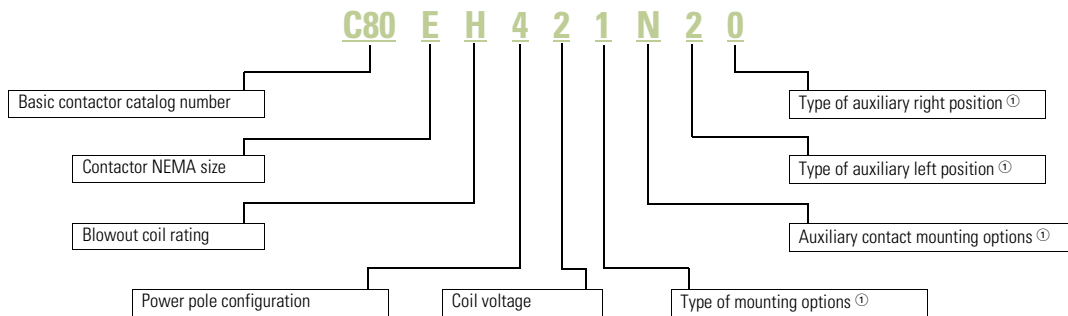 C80 E H 4 2 1 N 2 0
Basic contactor catalog number
Type of auxiliary right position ①
Contactor NEMA size
Type of auxiliary left position ①
Blowout coil rating
Auxiliary contact mounting options ①
Power pole configuration
Coil voltage
Type of mounting options ①